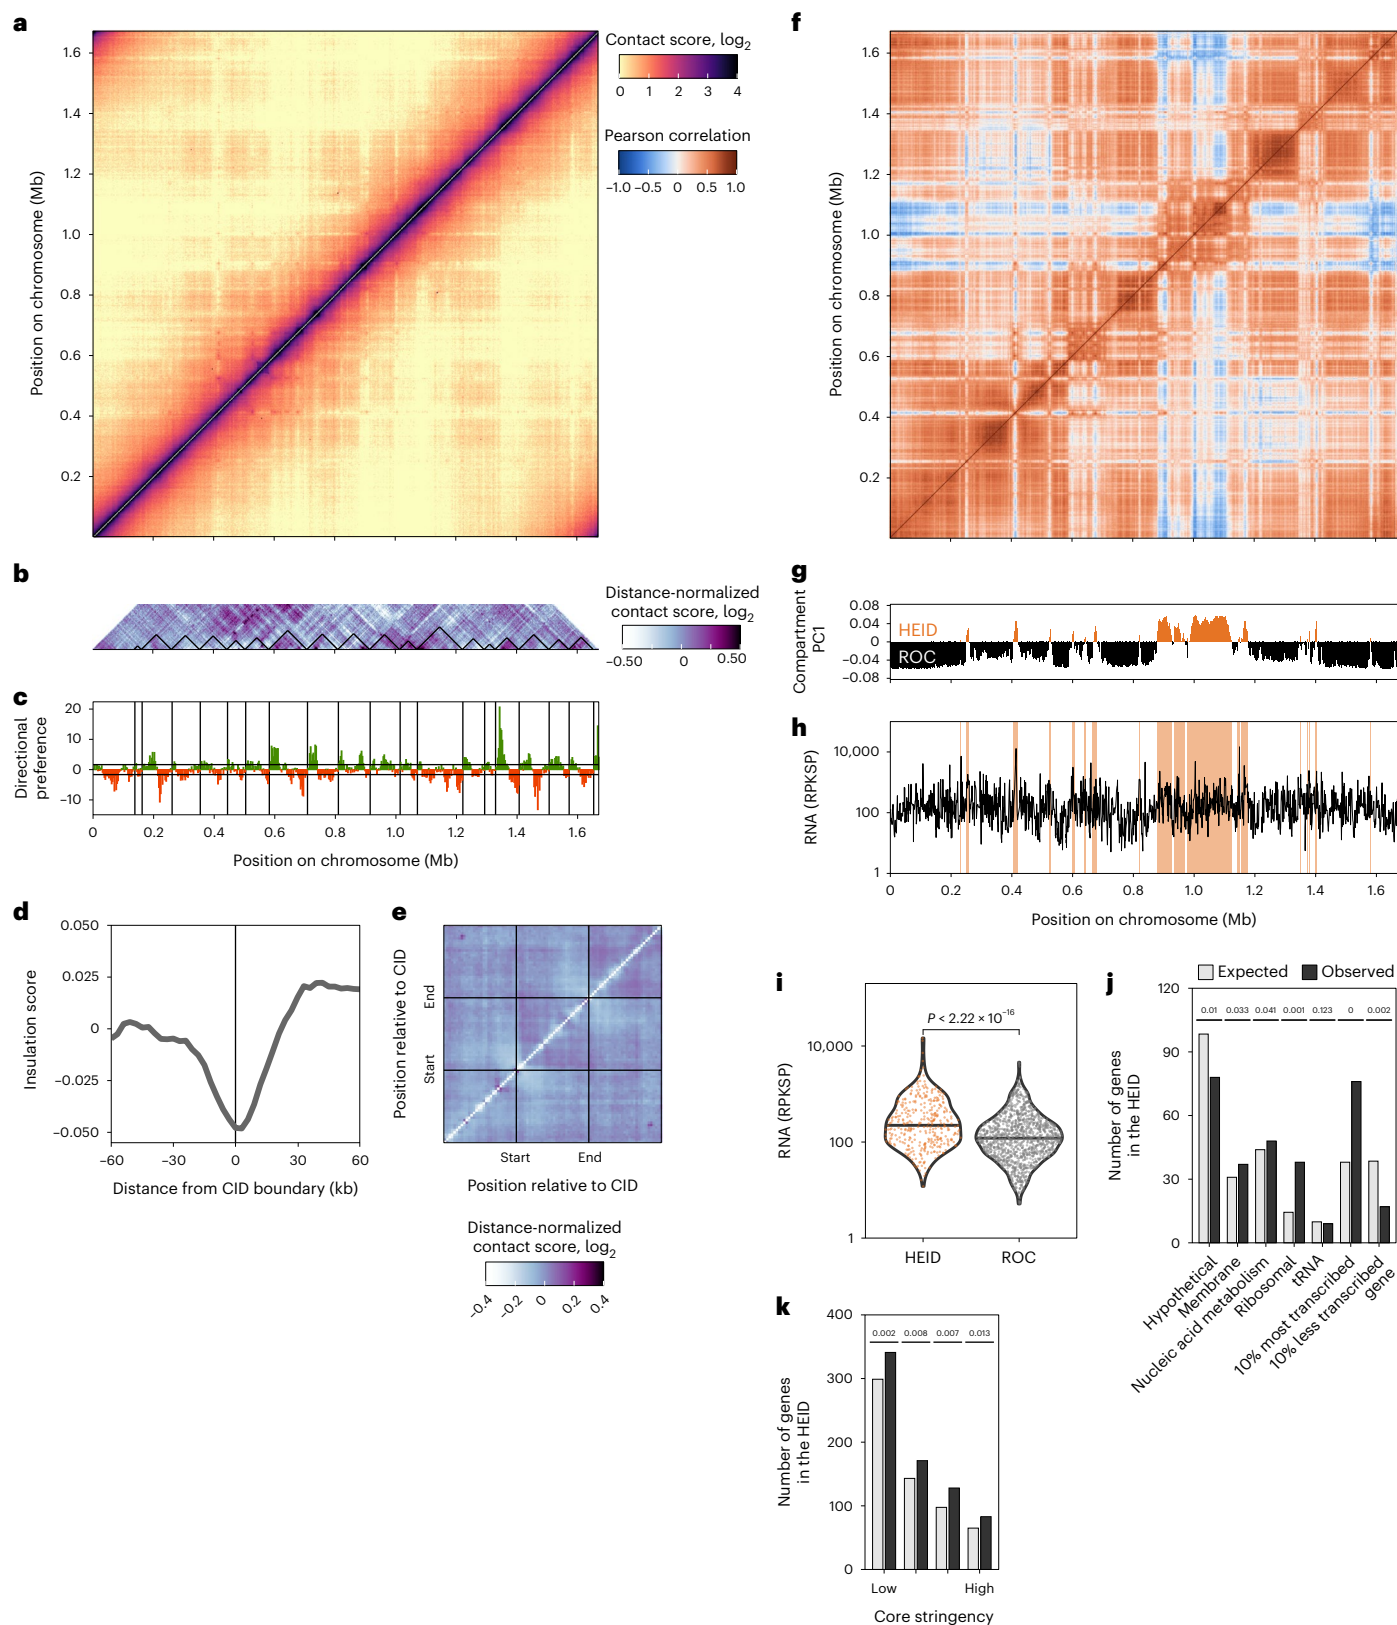 a
Contact score, log2
0 1 2 3 4
Pearson correlation
−1.0 −0.5 0 0.5 1.0
Position on chromosome (Mb)
1.6
1.4
1.2
1.0
0.8
0.6
0.4
0.2
b
Distance-normalized
contact score, log2
−0.50 0 0.50
c
Directional
preference
20
10
0
−10
0 0.2 0.4 0.6 0.8 1.0 1.2 1.4 1.6
Position on chromosome (Mb)
d
Insulation score
0.050
0.025
0
−0.025
−0.050
−60 −30 0 30 60
Distance from CID boundary (kb)
e
Position relative to CID
End
Start
Start End
Position relative to CID
Distance-normalized
contact score, log2
−0.4 −0.2 0 0.2 0.4
f
Position on chromosome (Mb)
1.6
1.4
1.2
1.0
0.8
0.6
0.4
0.2
g
Compartment
PC1
0.08
0.04
0
−0.04
−0.08
HEID
ROC
h
RNA (RPKSP)
10,000
100
1
0 0.2 0.4 0.6 0.8 1.0 1.2 1.4 1.6
Position on chromosome (Mb)
i
RNA (RPKSP)
10,000
100
1
P < 2.22 × 10−16
HEID ROC
j
Expected Observed
Number of genes
in the HEID
120
90
60
30
0
0.01 0.033 0.041 0.001 0.123 0 0.002
Hypothetical
Membrane
Nucleic acid metabolism
Ribosomal
tRNA
10% most transcribed
10% less transcribed
gene
k
Number of genes
in the HEID
400
300
200
100
0
0.002 0.008 0.007 0.013
Low High
Core stringency